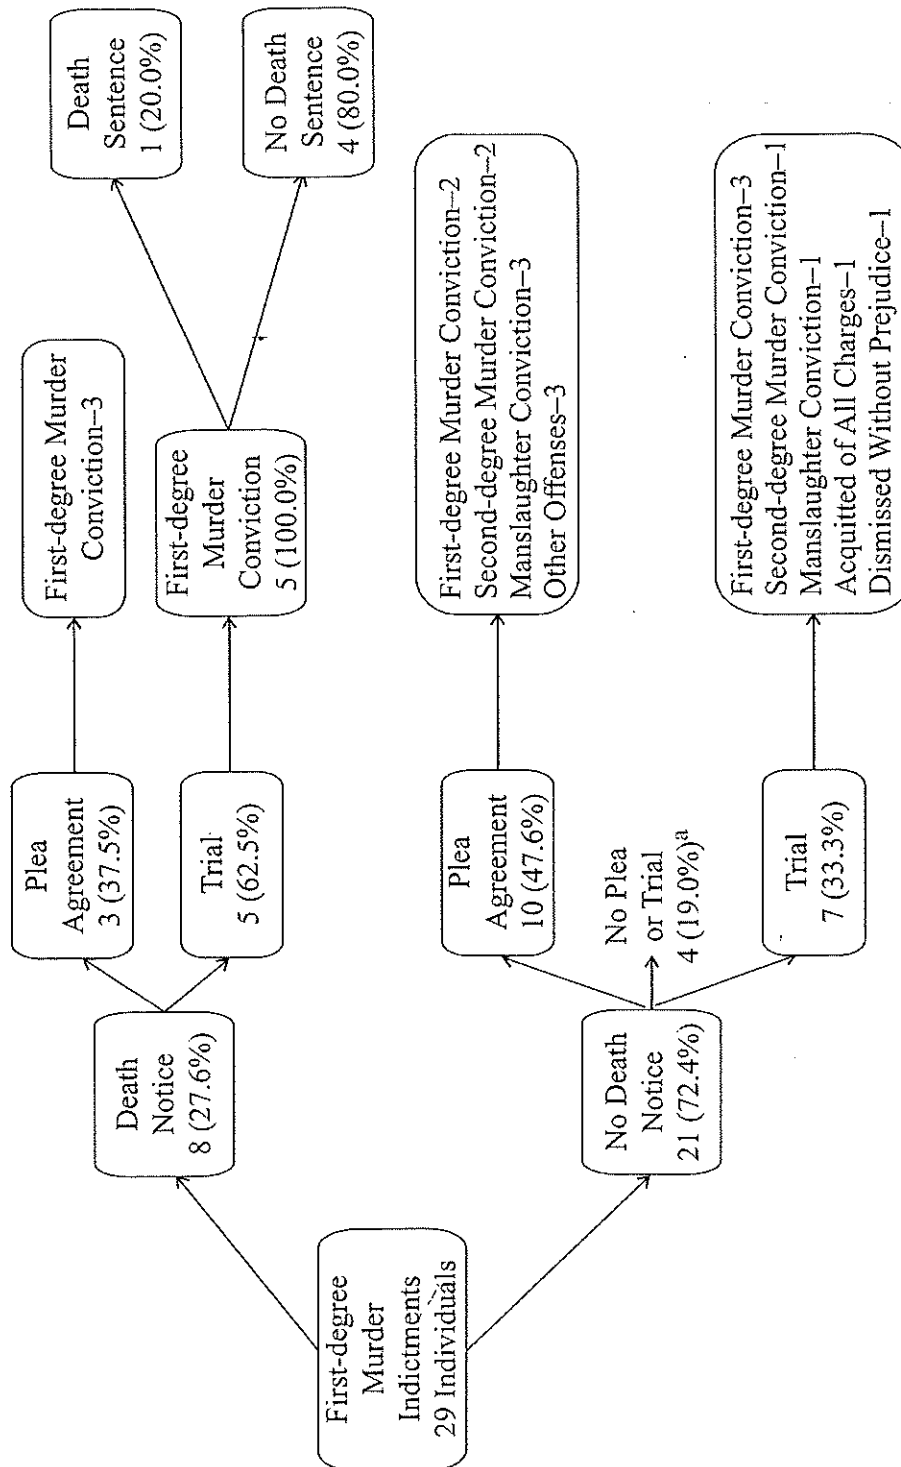 First-degree
Murder
Indictments
29 Individuals
Death
Notice
8 (27.6%)
Plea
Agreement
3 (37.5%)
First-degree Murder
Conviction–3
Trial
5 (62.5%)
First-degree
Murder
Conviction
5 (100.0%)
Death
Sentence
1 (20.0%)
No Death
Sentence
4 (80.0%)
No Death
Notice
21 (72.4%)
Plea
Agreement
10 (47.6%)
First-degree Murder Conviction–2
Second-degree Murder Conviction–2
Manslaughter Conviction–3
Other Offenses–3
No Plea
or Trial
4 (19.0%)ª
Trial
7 (33.3%)
First-degree Murder Conviction–3
Second-degree Murder Conviction–1
Manslaughter Conviction–1
Acquitted of All Charges–1
Dismissed Without Prejudice–1